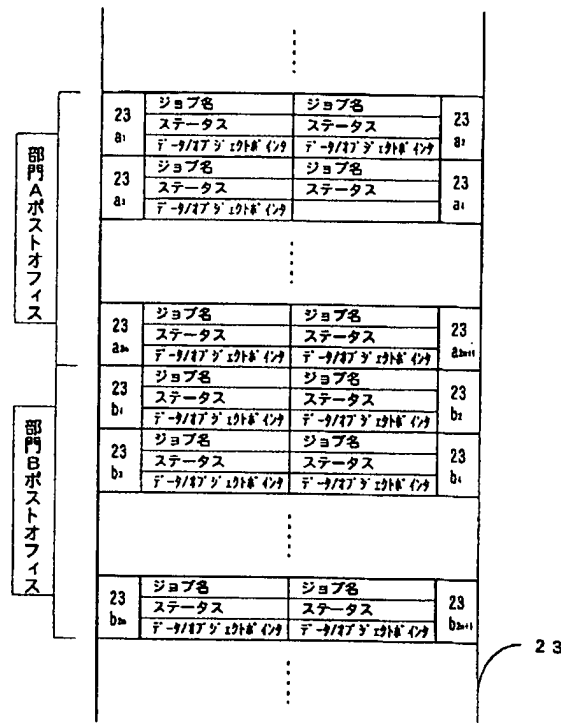 部門Aポストオフィス
23 a₁ ジョブ名 ジョブ名 23 a₂
ステータス ステータス
データ/オブジェクトポインタ データ/オブジェクトポインタ
23 a₃ ジョブ名 ジョブ名 23 a₄
ステータス ステータス
データ/オブジェクトポインタ
23 a₂ₙ ジョブ名 ジョブ名 23 a₂ₙ₊₁
ステータス ステータス
データ/オブジェクトポインタ データ/オブジェクトポインタ
部門Bポストオフィス
23 b₁ ジョブ名 ジョブ名 23 b₂
ステータス ステータス
データ/オブジェクトポインタ データ/オブジェクトポインタ
23 b₃ ジョブ名 ジョブ名 23 b₄
ステータス ステータス
データ/オブジェクトポインタ データ/オブジェクトポインタ
23 b₂ₙ ジョブ名 ジョブ名 23 b₂ₙ₊₁
ステータス ステータス
データ/オブジェクトポインタ データ/オブジェクトポインタ
23